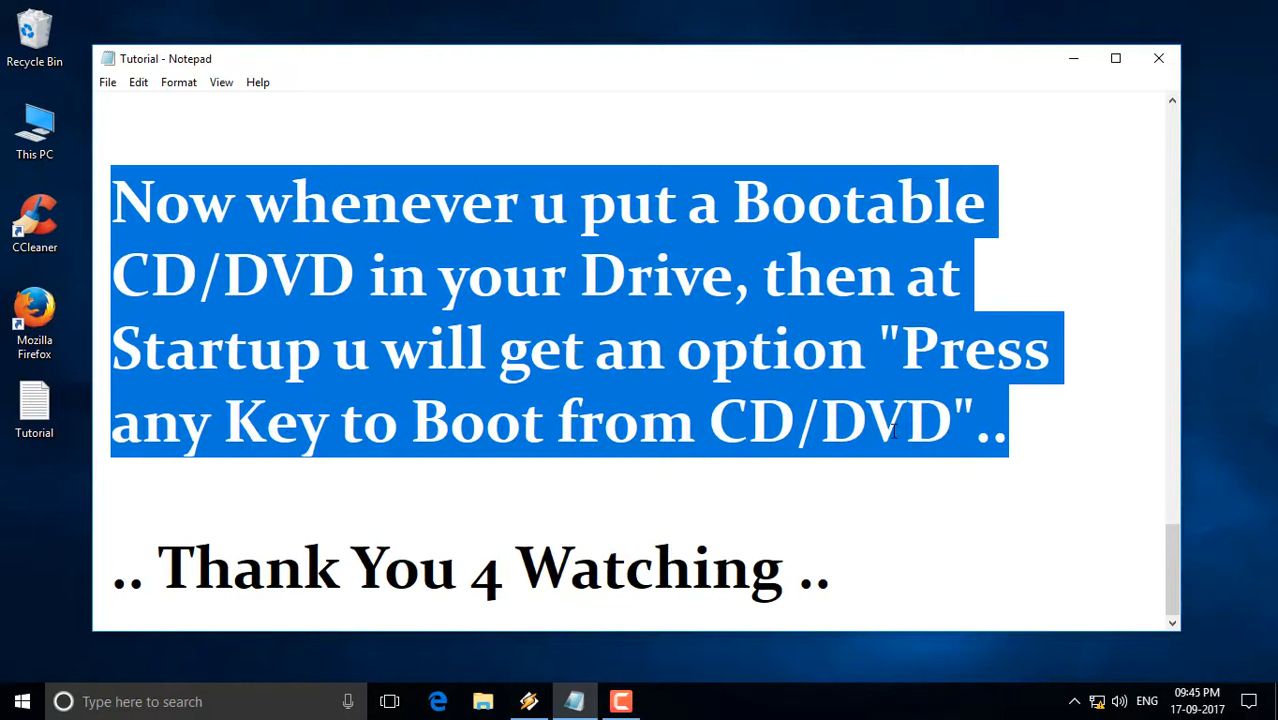 Recycle Bin
This PC
CCleaner
Mozilla
Firefox
Tutorial
Tutorial - Notepad
File Edit Format View Help
Now whenever u put a Bootable
CD/DVD in your Drive, then at
Startup u will get an option "Press
any Key to Boot from CD/DVD"..
.. Thank You 4 Watching ..
Type here to search
ENG
09:45 PM
17-09-2017